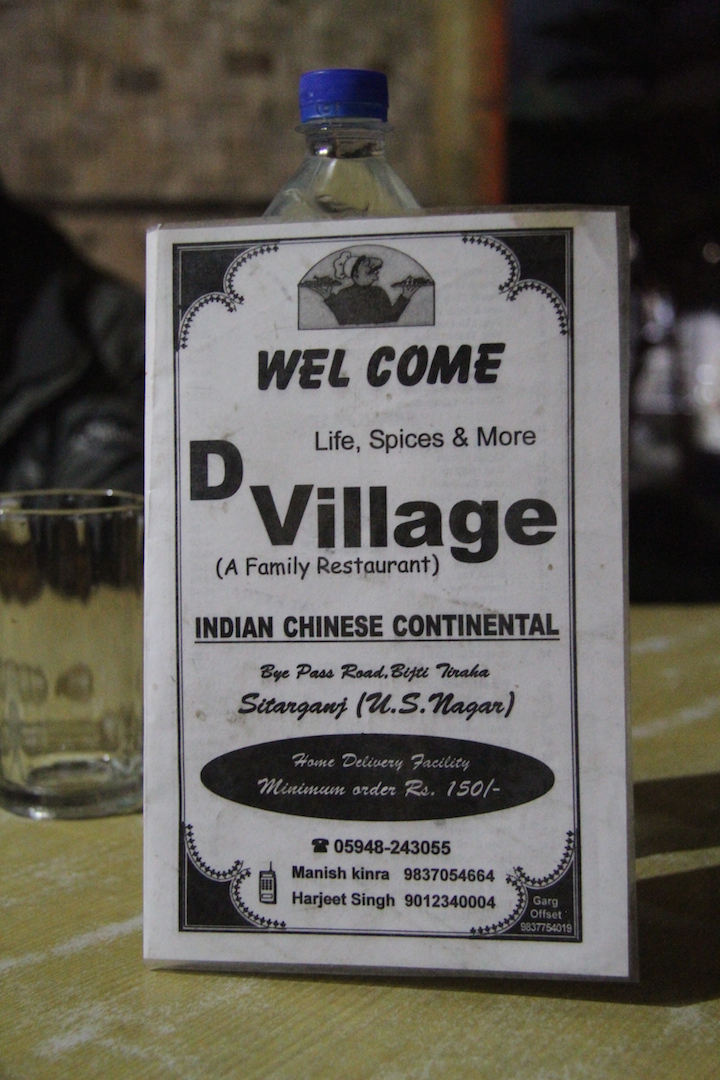 WEL COME
Life, Spices & More
D
Village
(A Family Restaurant)
INDIAN CHINESE CONTINENTAL
Bye Pass Road,Bijti Tiraha
Sitarganj (U.S.Nagar)
Home Delivery Facility
Minimum order Rs. 150/-
05948-243055
Manish kinra 9837054664
Harjeet Singh 9012340004
Garg
Offset
9837754019